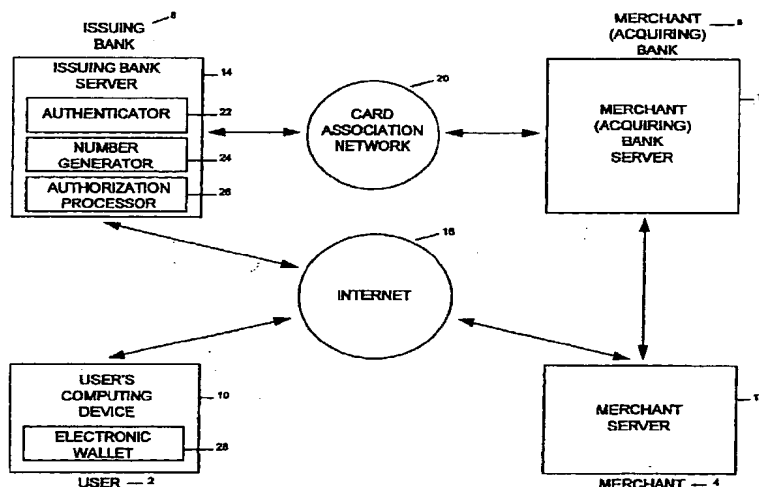 ISSUING
BANK
8
ISSUING BANK
SERVER
14
AUTHENTICATOR
22
NUMBER
GENERATOR
24
AUTHORIZATION
PROCESSOR
26
20
CARD
ASSOCIATION
NETWORK
MERCHANT
(ACQUIRING)
BANK
MERCHANT
(ACQUIRING)
BANK
SERVER
INTERNET
USER'S
COMPUTING
DEVICE
10
ELECTRONIC
WALLET
28
USER
2
MERCHANT
SERVER
MERCHANT
4